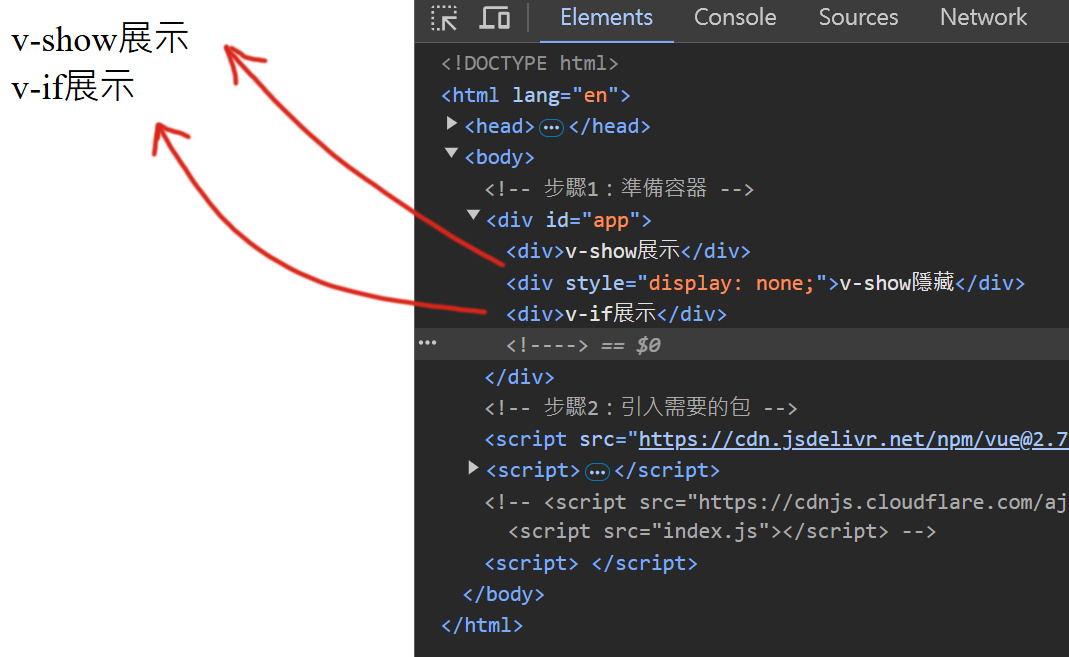 v-show展示
v-if展示
Elements Console Sources Network
<!DOCTYPE html>
<html lang="en">
<head> ••• </head>
<body>
<!-- 步驟1：準備容器 -->
<div id="app">
<div>v-show展示</div>
<div style="display: none;">v-show隱藏</div>
<div>v-if展示</div>
••• <!----> == $0
</div>
<!-- 步驟2：引入需要的包 -->
<script src="https://cdn.jsdelivr.net/npm/vue@2.7
<script> ••• </script>
<!-- <script src="https://cdnjs.cloudflare.com/aj
<script src="index.js"></script> -->
<script> </script>
</body>
</html>